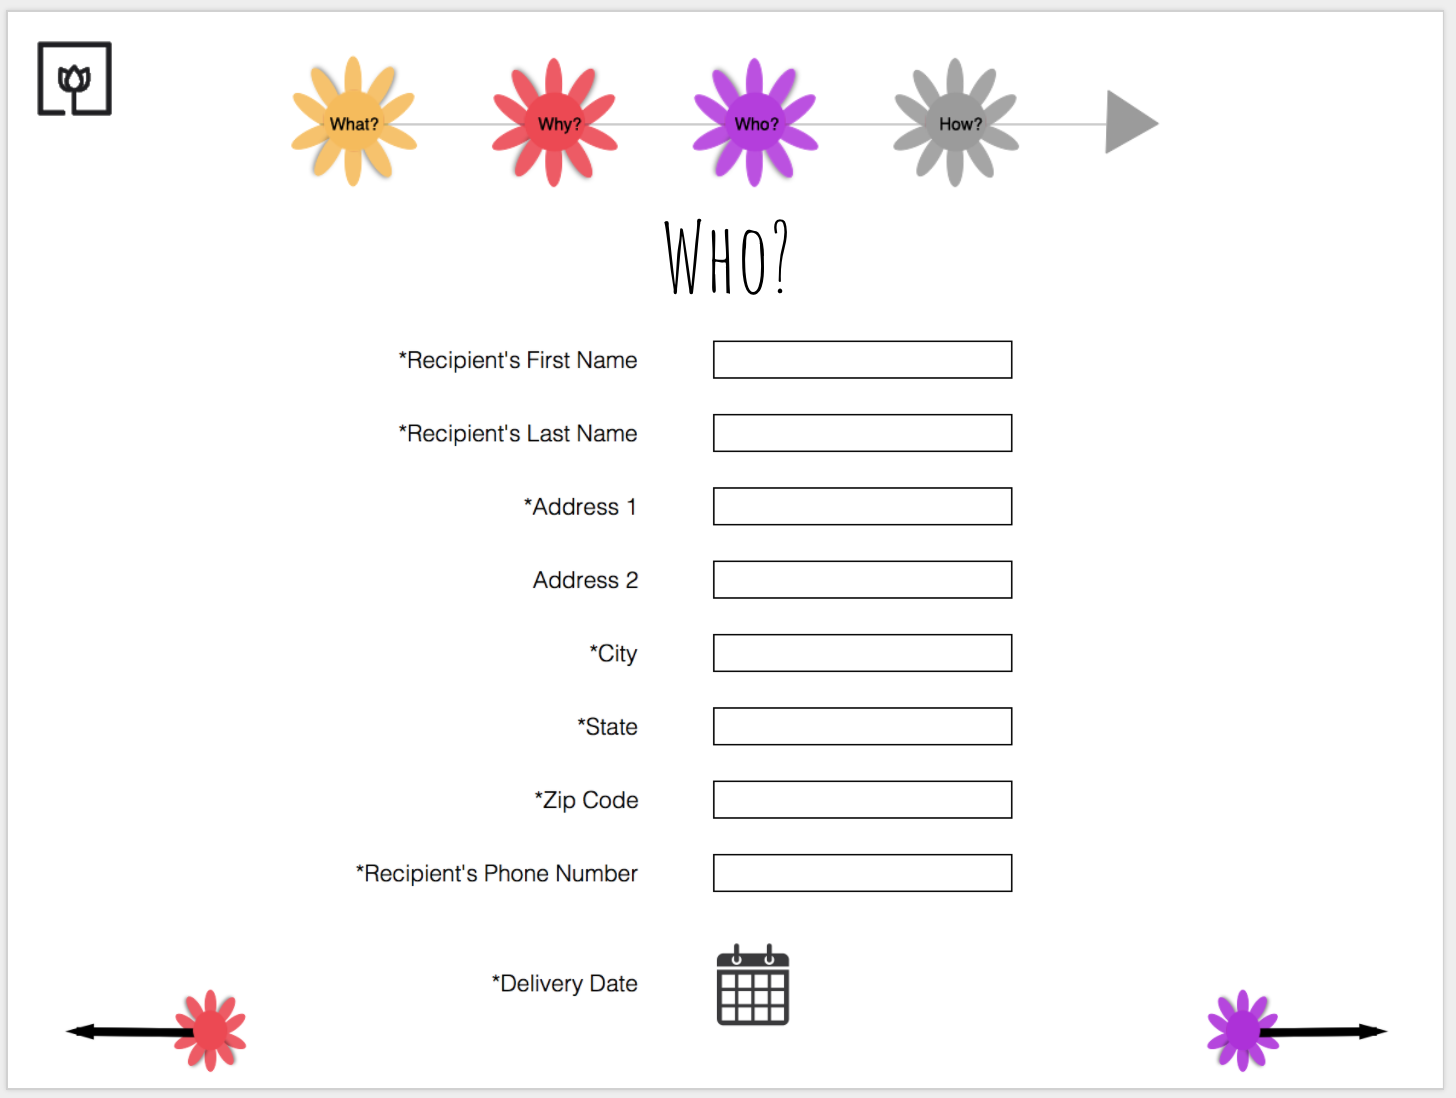 What?
Why?
Who?
How?
Who?
*Recipient's First Name
*Recipient's Last Name
*Address 1
Address 2
*City
*State
*Zip Code
*Recipient's Phone Number
*Delivery Date